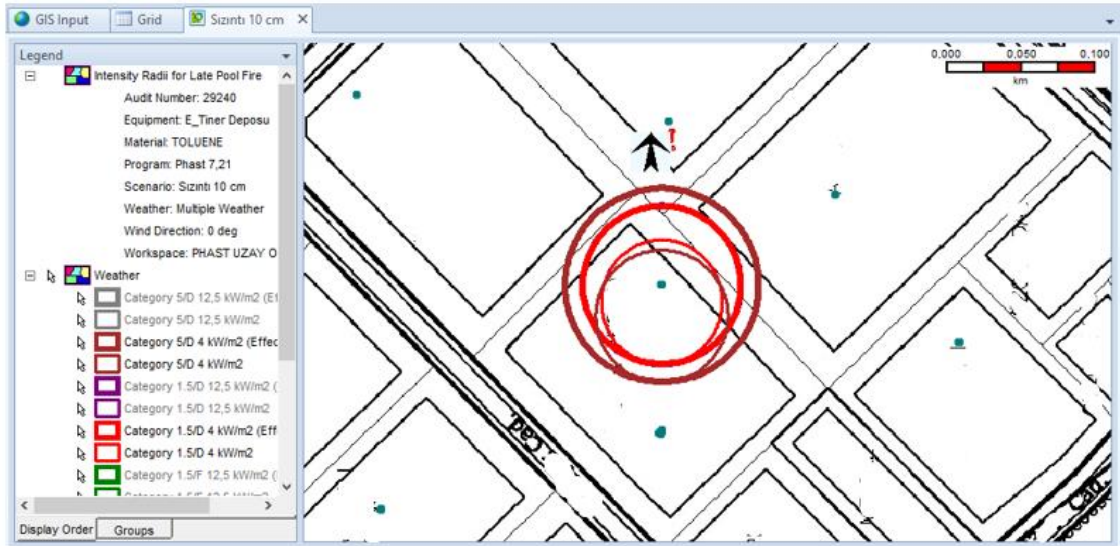 GIS Input
Grid
Sızıntı 10 cm
Legend
Intensity Radii for Late Pool Fire
Audit Number: 29240
Equipment: E_Tiner Deposu
Material: TOLUENE
Program: Phast 7,21
Scenario: Sızıntı 10 cm
Weather: Multiple Weather
Wind Direction: 0 deg
Workspace: PHAST UZAY O
Weather
Category 5/D 12,5 kW/m2 (Ef
Category 5/D 12,5 kW/m2
Category 5/D 4 kW/m2 (Effec
Category 5/D 4 kW/m2
Category 1.5/D 12,5 kW/m2 (
Category 1.5/D 12,5 kW/m2
Category 1.5/D 4 kW/m2 (Eff
Category 1.5/D 4 kW/m2
Category 1.5/F 12,5 kW/m2 (
Display Order
Groups
0,000 0,050 0,100
km
Cad.
Cad.